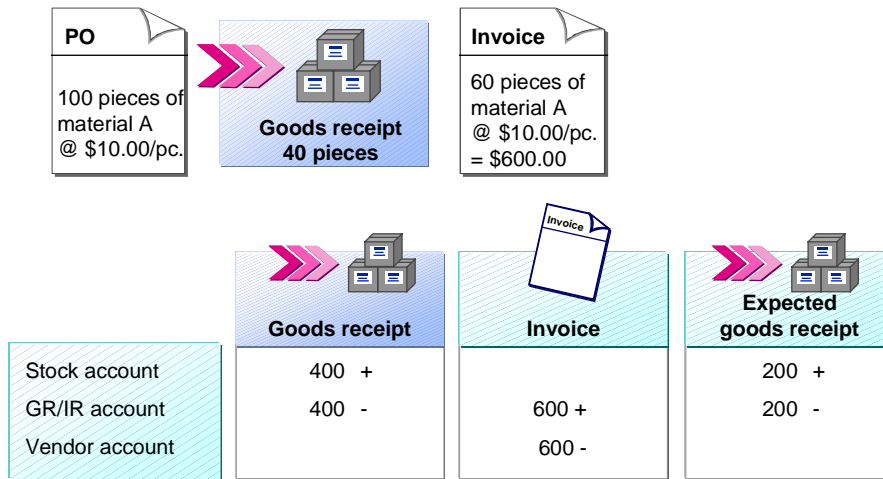 PO
100 pieces of
material A
@ $10.00/pc.
Goods receipt
40 pieces
Invoice
60 pieces of
material A
@ $10.00/pc.
= $600.00
Invoice
Goods receipt
Invoice
Expected
goods receipt
Stock account 400 + 200 +
GR/IR account 400 - 600 + 200 -
Vendor account 600 -